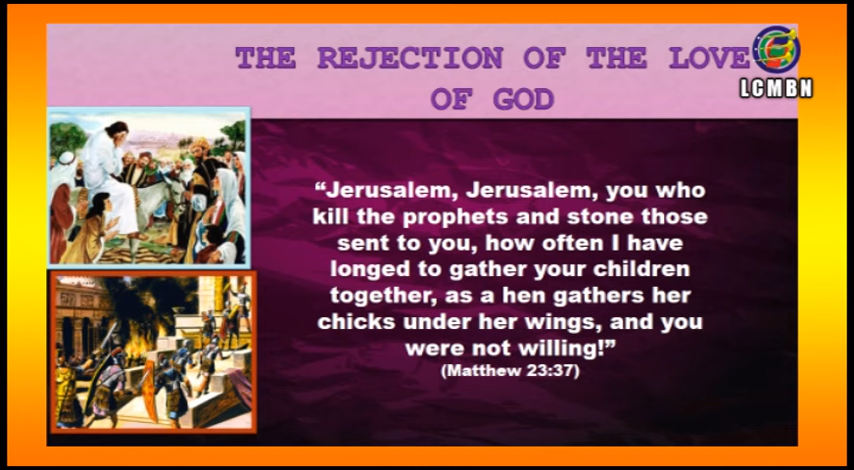 THE REJECTION OF THE LOVE
OF GOD
LCMBN
“Jerusalem, Jerusalem, you who
kill the prophets and stone those
sent to you, how often I have
longed to gather your children
together, as a hen gathers her
chicks under her wings, and you
were not willing!”
(Matthew 23:37)